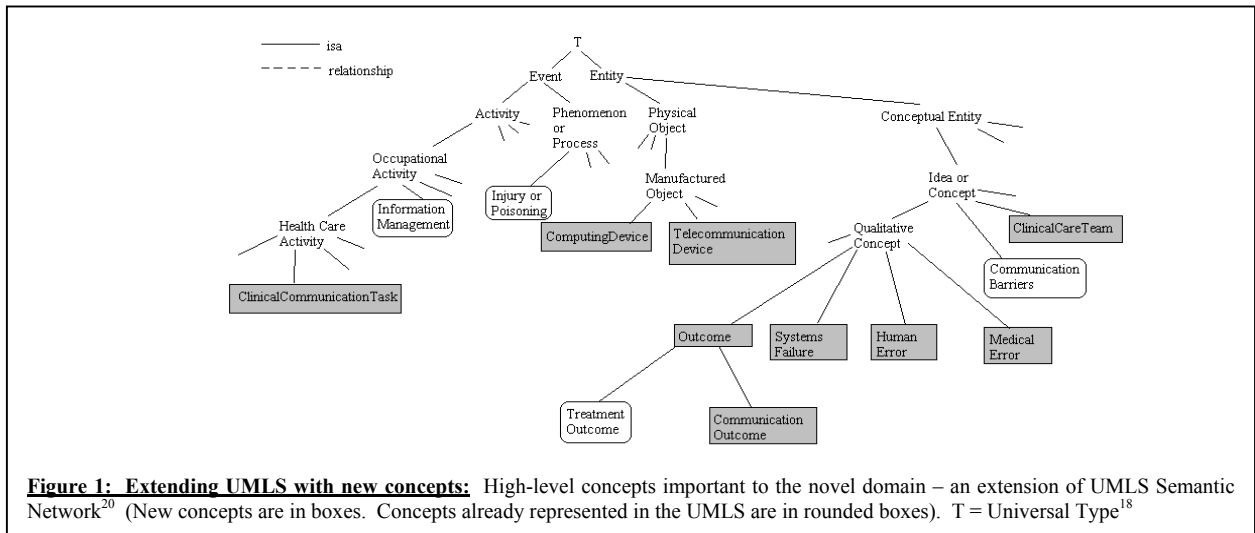 isa
relationship
T
Event
Entity
Activity
Phenomenon
or
Process
Physical
Object
Conceptual Entity
Occupational
Activity
Injury or
Poisoning
Manufactured
Object
Idea or
Concept
Information
Management
Health Care
Activity
ComputingDevice
Telecommunication
Device
Qualitative
Concept
ClinicalCareTeam
Communication
Barriers
ClinicalCommunicationTask
Outcome
Systems
Failure
Human
Error
Medical
Error
Treatment
Outcome
Communication
Outcome
Figure 1: Extending UMLS with new concepts: High-level concepts important to the novel domain – an extension of UMLS Semantic
Network20 (New concepts are in boxes. Concepts already represented in the UMLS are in rounded boxes). T = Universal Type18